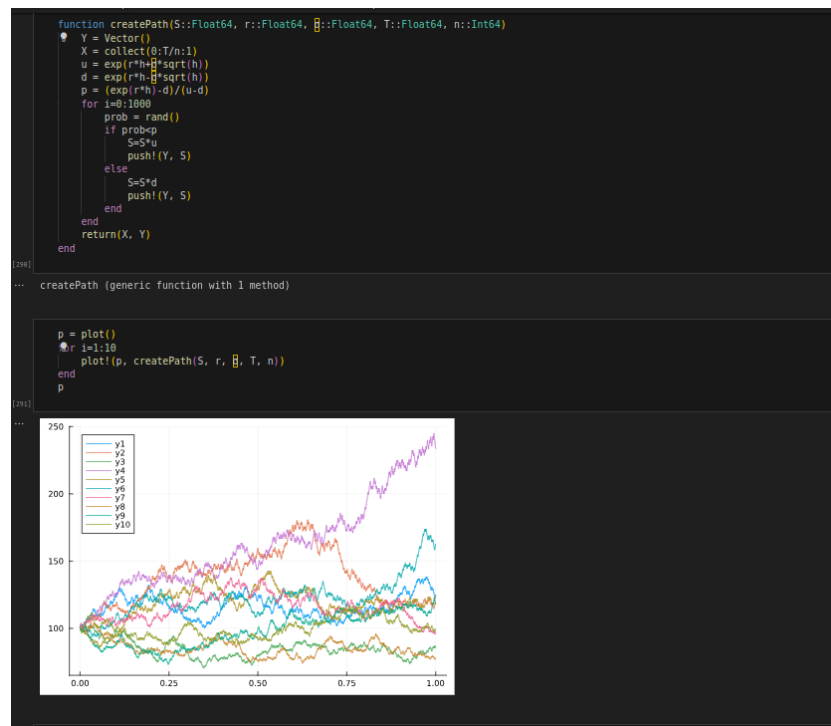 function createPath(S::Float64, r::Float64, σ::Float64, T::Float64, n::Int64)
Y = Vector()
X = collect(0:T/n:1)
u = exp(r*h+σ*sqrt(h))
d = exp(r*h-σ*sqrt(h))
p = (exp(r*h)-d)/(u-d)
for i=0:1000
prob = rand()
if prob<p
S=S*u
push!(Y, S)
else
S=S*d
push!(Y, S)
end
end
return(X, Y)
end
[290]
... createPath (generic function with 1 method)
p = plot()
for i=1:10
plot!(p, createPath(S, r, σ, T, n))
end
p
[291]
...
250
200
150
100
y1
y2
y3
y4
y5
y6
y7
y8
y9
y10
0.00 0.25 0.50 0.75 1.00